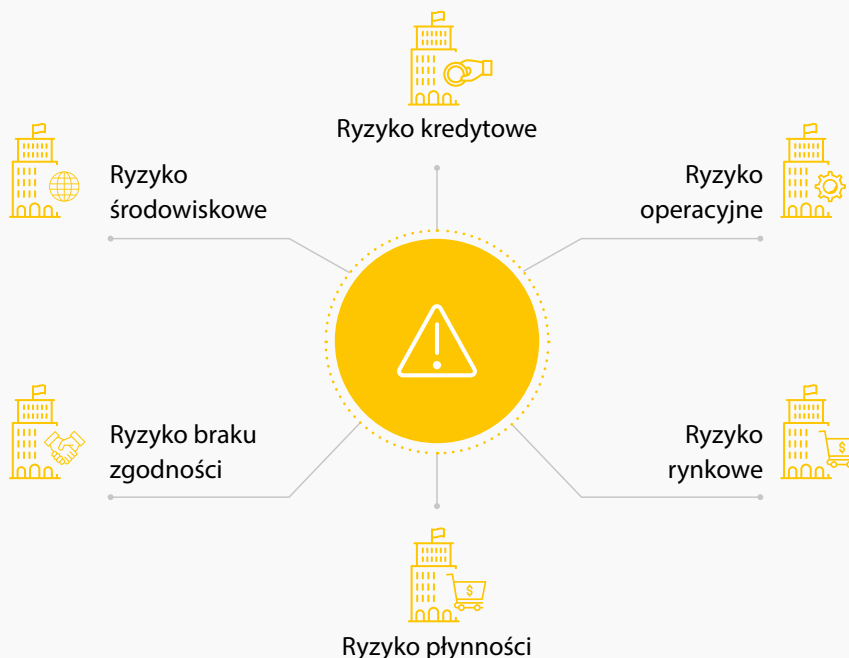 Ryzyko kredytowe
Ryzyko
środowiskowe
Ryzyko
operacyjne
Ryzyko braku
zgodności
Ryzyko
rynkowe
$
$
Ryzyko płynności